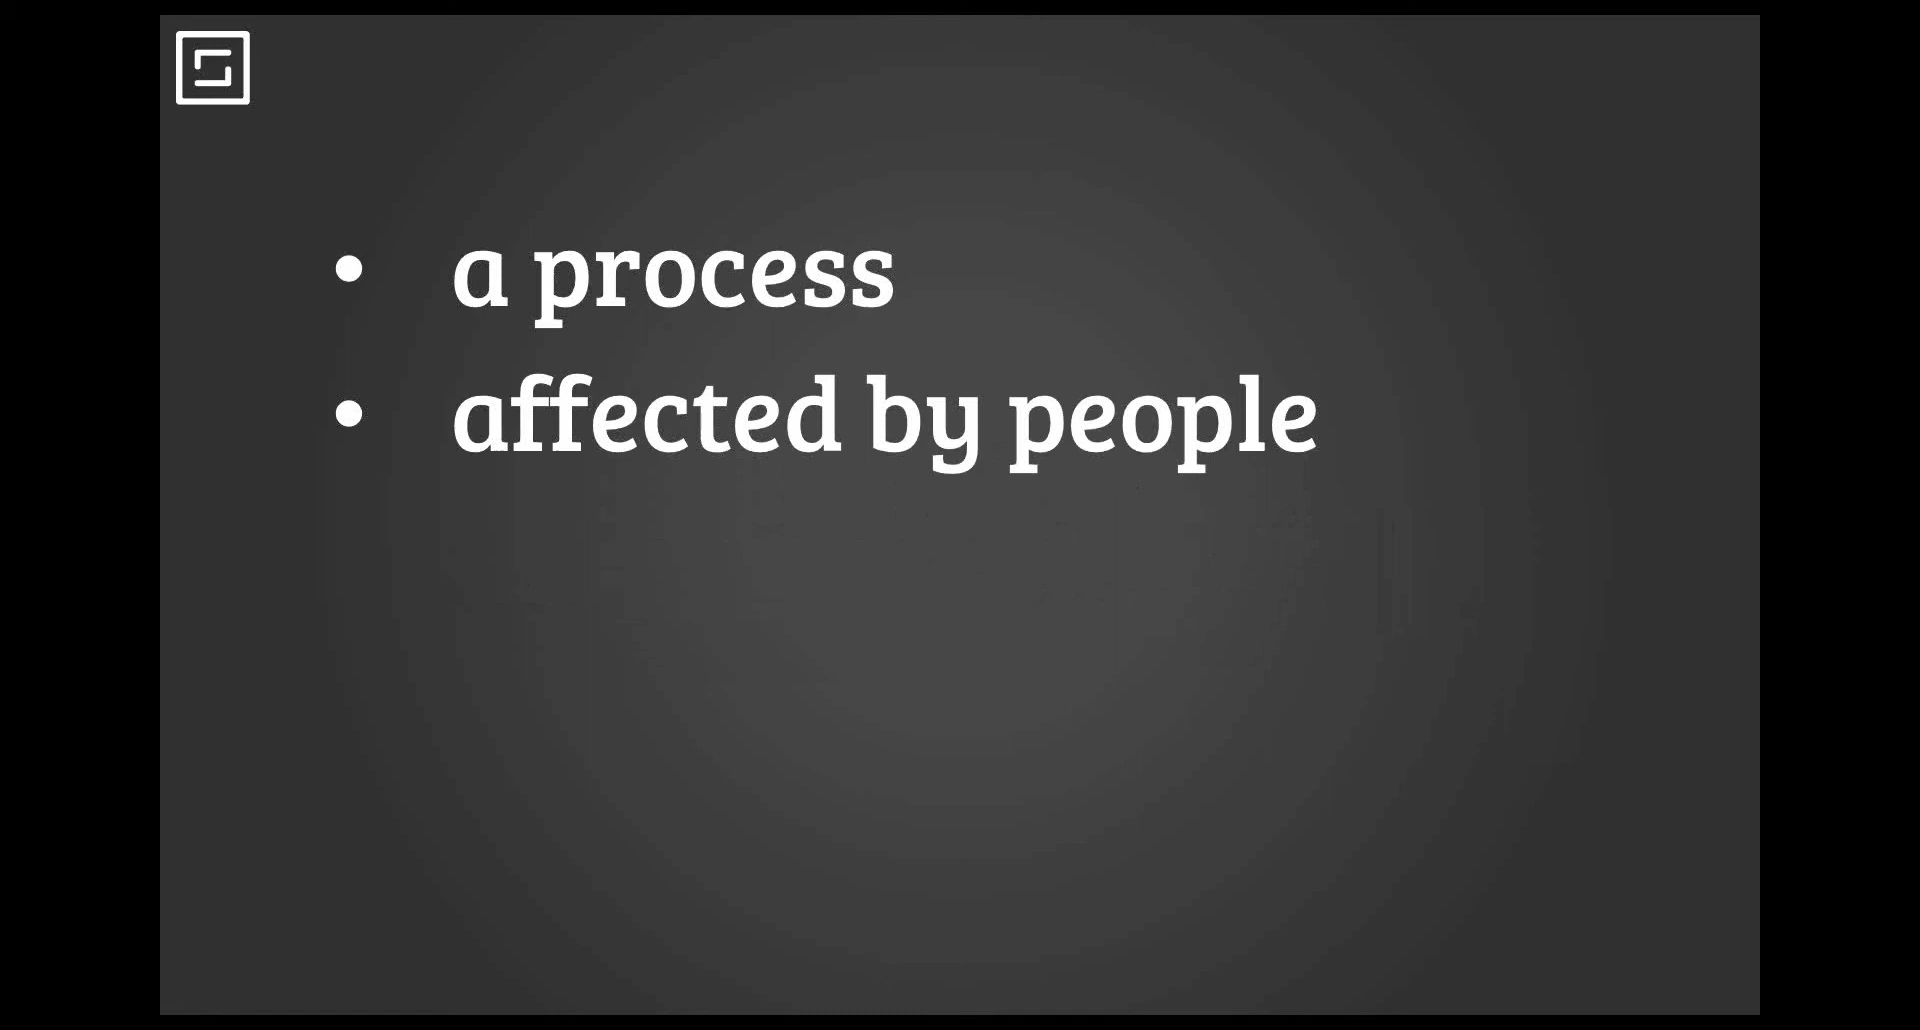 • a process
• affected by people